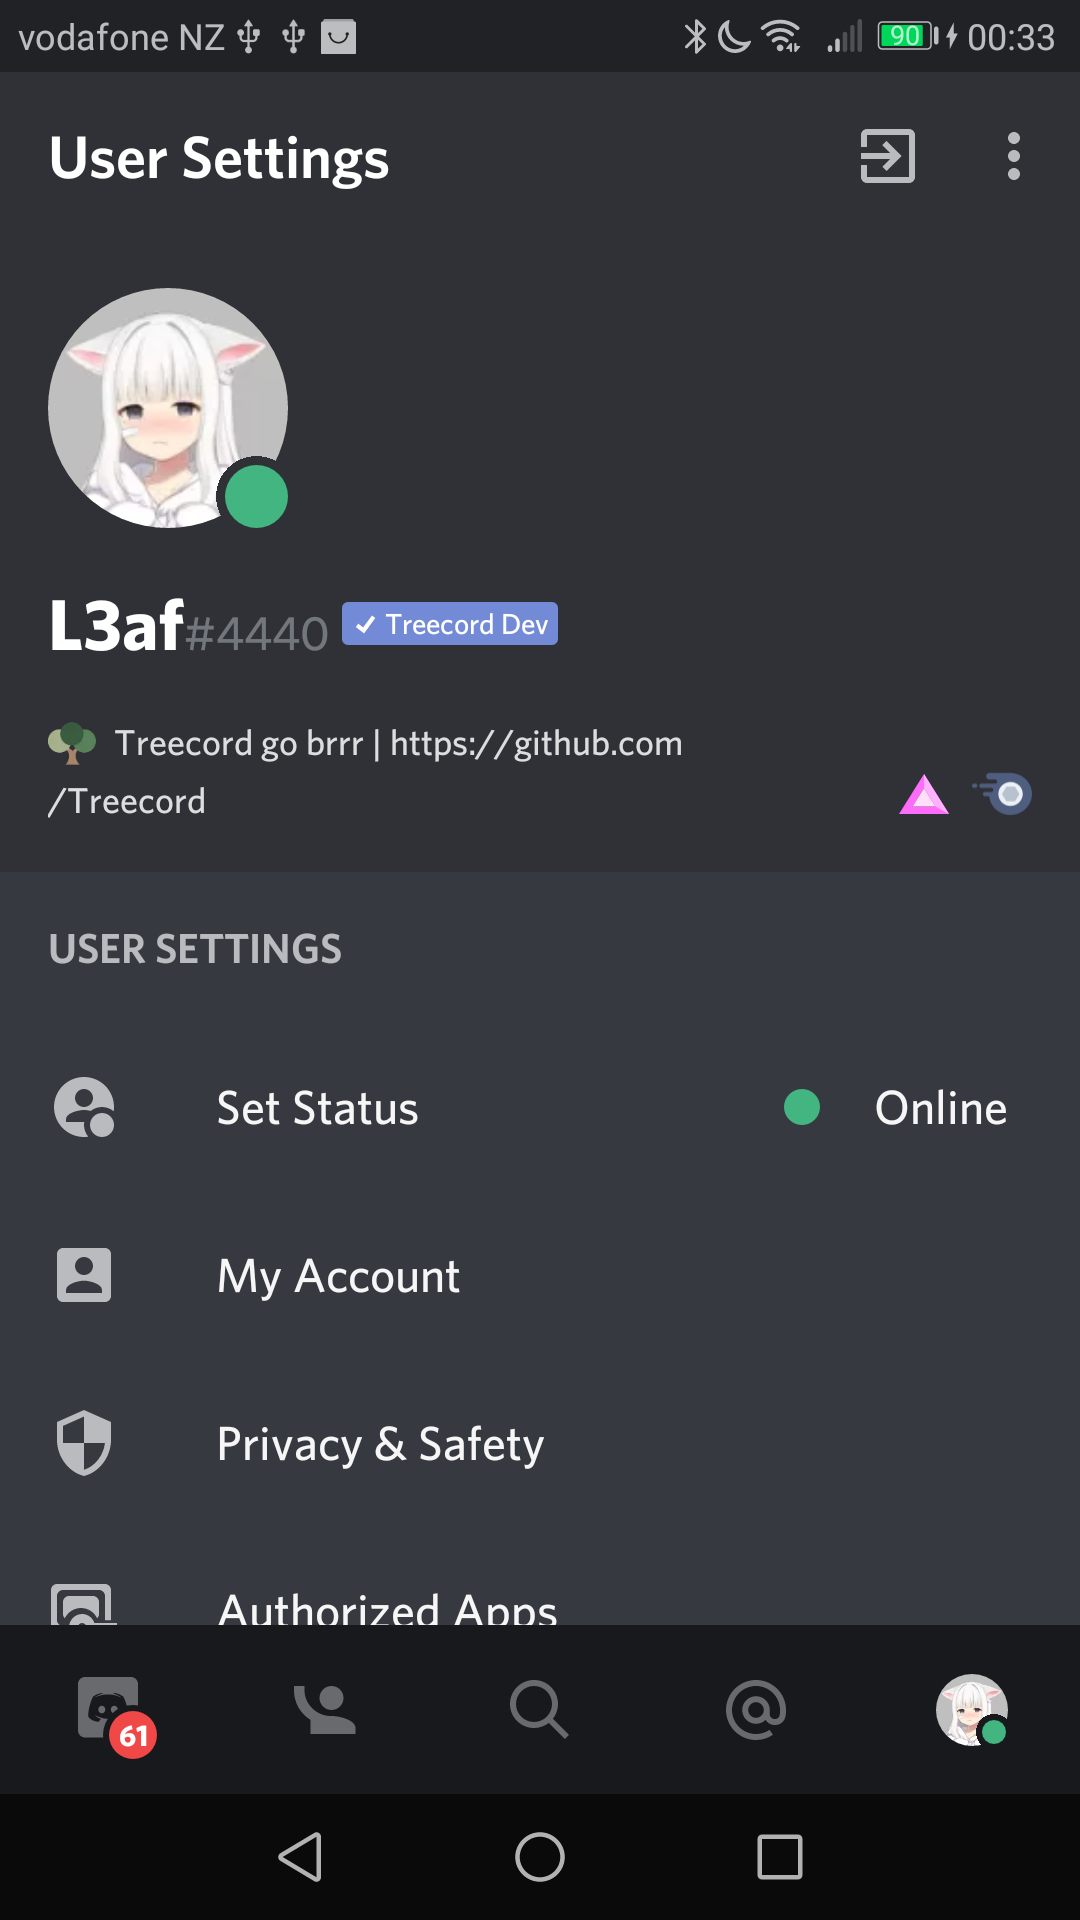 vodafone NZ 90 00:33
User Settings
L3af#4440 Treecord Dev
Treecord go brrr | https://github.com
/Treecord
USER SETTINGS
Set Status Online
My Account
Privacy & Safety
Authorized Apps
61